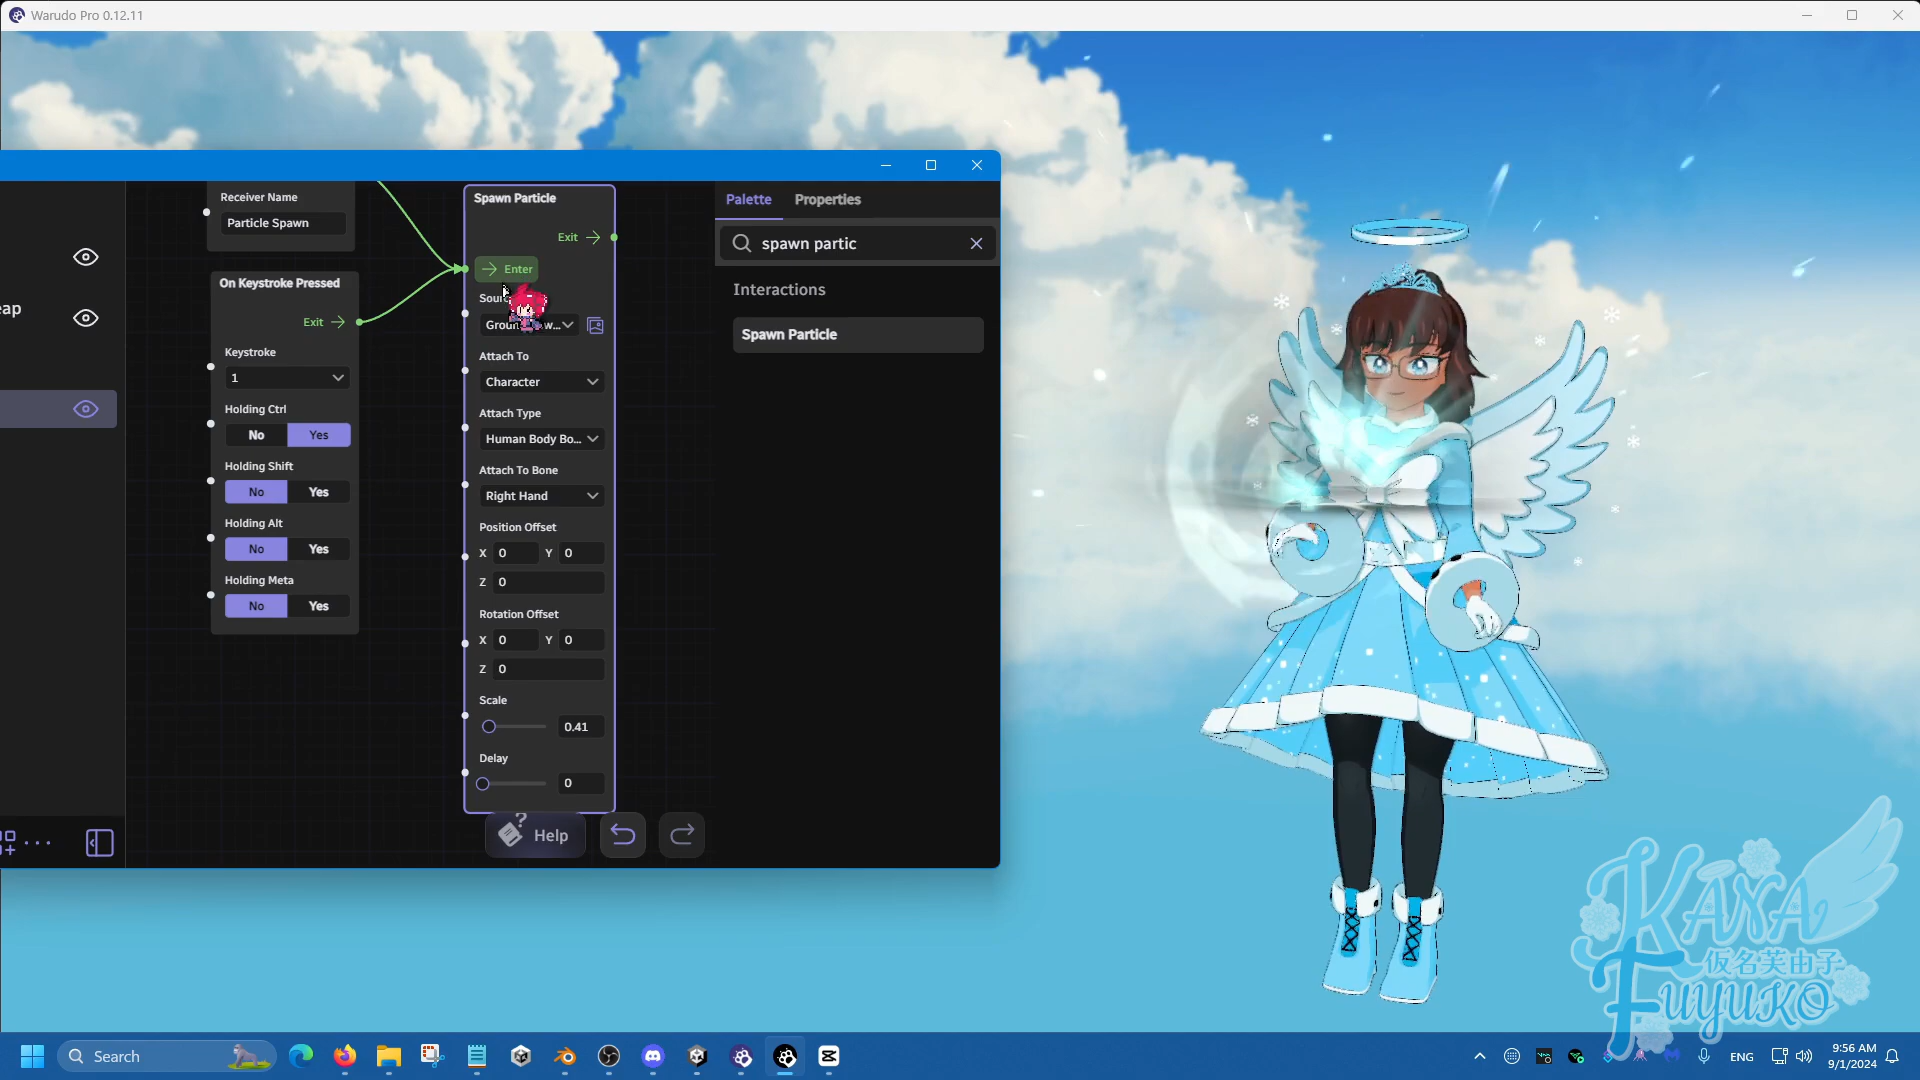 Warudo Pro 0.12.11
Receiver Name
Particle Spawn
On Keystroke Pressed
Exit
Keystroke
1
Holding Ctrl
No Yes
Holding Shift
No Yes
Holding Alt
No Yes
Holding Meta
No Yes
Spawn Particle
Exit
Enter
Attach To
Character
Attach Type
Human Body Bo...
Attach To Bone
Right Hand
Position Offset
X 0 Y 0
Z 0
Rotation Offset
X 0 Y 0
Z 0
Scale
0.41
Delay
0
Help
Palette Properties
spawn partic
Interactions
Spawn Particle
KANA
仮名芙由子
FUYUKO
Search
ENG
9:56 AM
9/1/2024